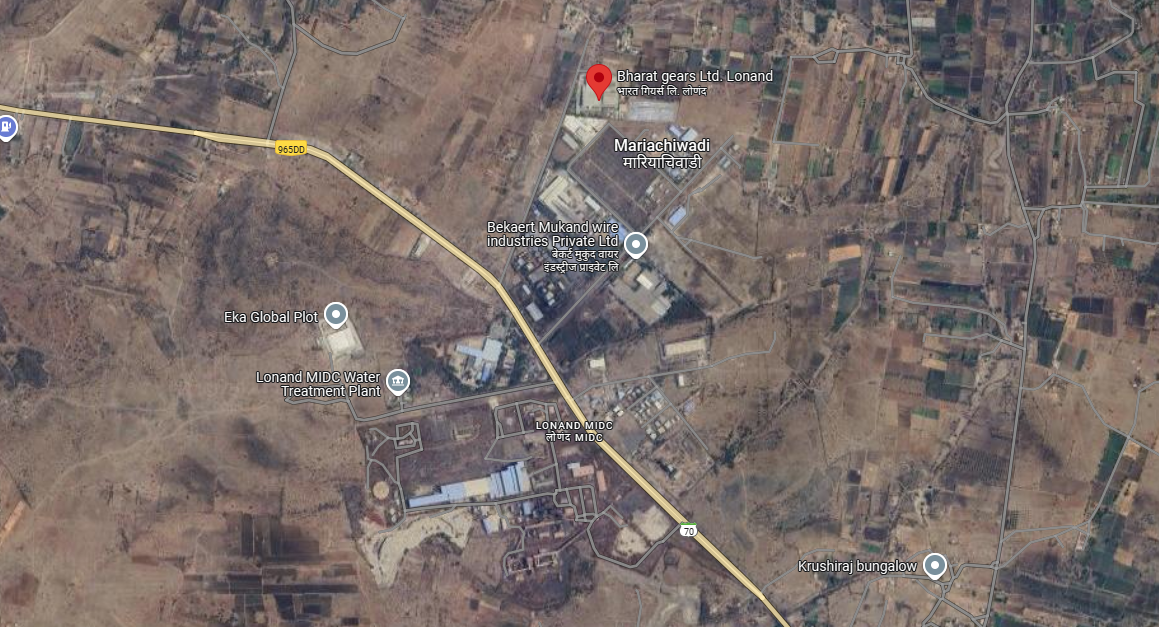 Bharat gears Ltd. Lonand
भारत गियर्स लि. लोणंद
965DD
Mariachiwadi
मारियाचिवाडी
Bekaert Mukand wire
industries Private Ltd
बेकर्ट मुकुंद वायर
इंडस्ट्रीज प्राइवेट लि
Eka Global Plot
Lonand MIDC Water
Treatment Plant
LONAND MIDC
लोणंद MIDC
70
Krushiraj bungalow